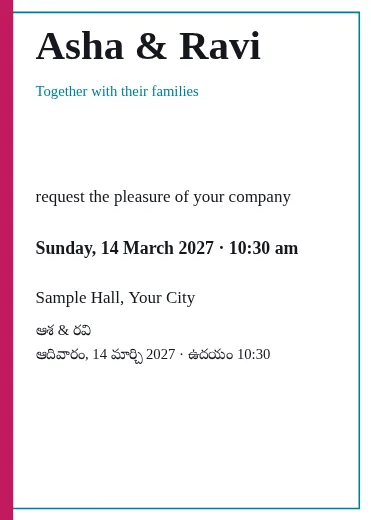 Asha & Ravi
Together with their families
request the pleasure of your company
Sunday, 14 March 2027 · 10:30 am
Sample Hall, Your City
ఆశ & రవి
ఆదివారం, 14 మార్చి 2027 · ఉదయం 10:30